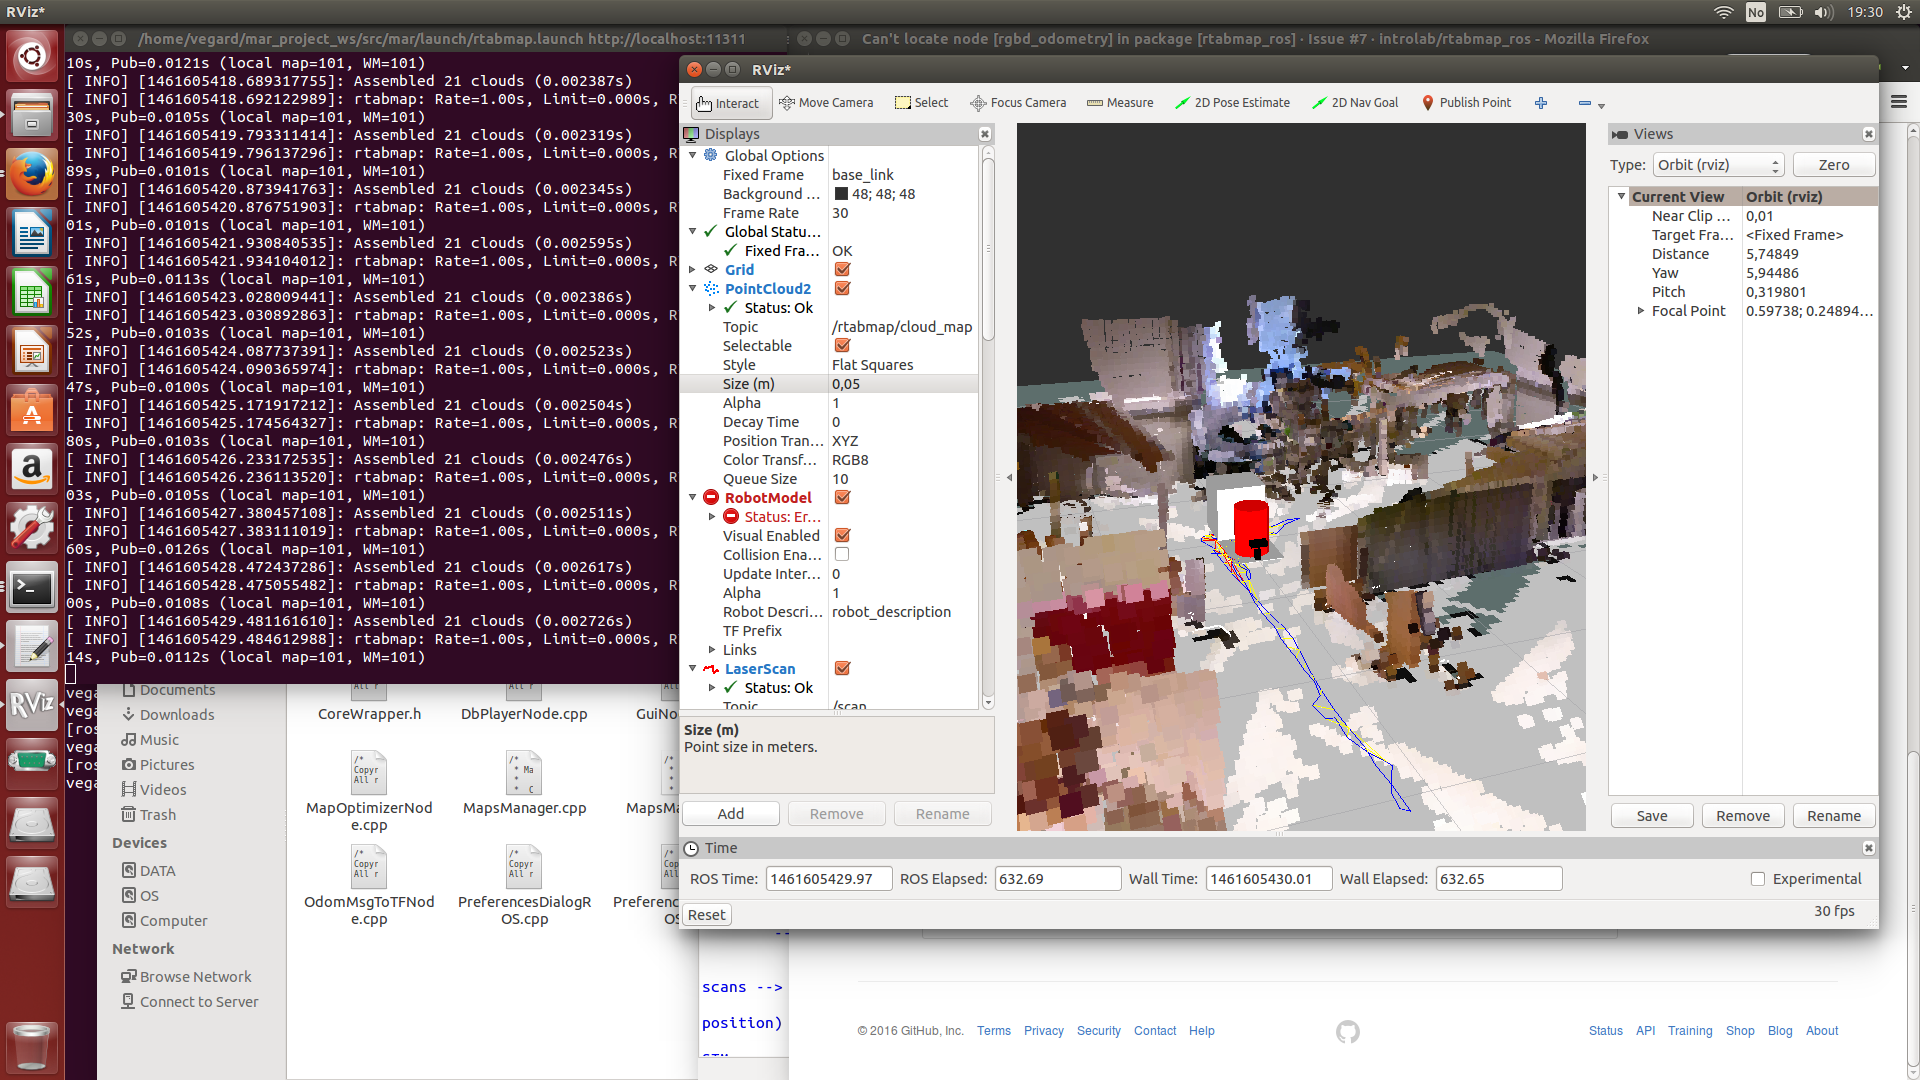 RViz*
No
19:30
/home/vegard/mar_project_ws/src/mar/launch/rtabmap.launch http://localhost:11311
Can't locate node [rgbd_odometry] in package [rtabmap_ros] · Issue #7 · introlab/rtabmap_ros - Mozilla Firefox
10s, Pub=0.0121s (local map=101, WM=101)
[ INFO] [1461605418.689317755]: Assembled 21 clouds (0.002387s)
[ INFO] [1461605418.692122989]: rtabmap: Rate=1.00s, Limit=0.000s, R
30s, Pub=0.0105s (local map=101, WM=101)
[ INFO] [1461605419.793311414]: Assembled 21 clouds (0.002319s)
[ INFO] [1461605419.796137296]: rtabmap: Rate=1.00s, Limit=0.000s, R
89s, Pub=0.0101s (local map=101, WM=101)
[ INFO] [1461605420.873941763]: Assembled 21 clouds (0.002345s)
[ INFO] [1461605420.876751903]: rtabmap: Rate=1.00s, Limit=0.000s, R
01s, Pub=0.0101s (local map=101, WM=101)
[ INFO] [1461605421.930840535]: Assembled 21 clouds (0.002595s)
[ INFO] [1461605421.934104012]: rtabmap: Rate=1.00s, Limit=0.000s, R
61s, Pub=0.0113s (local map=101, WM=101)
[ INFO] [1461605423.028009441]: Assembled 21 clouds (0.002386s)
[ INFO] [1461605423.030892863]: rtabmap: Rate=1.00s, Limit=0.000s, R
52s, Pub=0.0103s (local map=101, WM=101)
[ INFO] [1461605424.087737391]: Assembled 21 clouds (0.002523s)
[ INFO] [1461605424.090365974]: rtabmap: Rate=1.00s, Limit=0.000s, R
47s, Pub=0.0100s (local map=101, WM=101)
[ INFO] [1461605425.171917212]: Assembled 21 clouds (0.002504s)
[ INFO] [1461605425.174564327]: rtabmap: Rate=1.00s, Limit=0.000s, R
80s, Pub=0.0103s (local map=101, WM=101)
[ INFO] [1461605426.233172535]: Assembled 21 clouds (0.002476s)
[ INFO] [1461605426.236113520]: rtabmap: Rate=1.00s, Limit=0.000s, R
03s, Pub=0.0105s (local map=101, WM=101)
[ INFO] [1461605427.380457108]: Assembled 21 clouds (0.002511s)
[ INFO] [1461605427.383111019]: rtabmap: Rate=1.00s, Limit=0.000s, R
60s, Pub=0.0126s (local map=101, WM=101)
[ INFO] [1461605428.472437286]: Assembled 21 clouds (0.002617s)
[ INFO] [1461605428.475055482]: rtabmap: Rate=1.00s, Limit=0.000s, R
00s, Pub=0.0108s (local map=101, WM=101)
[ INFO] [1461605429.481161610]: Assembled 21 clouds (0.002726s)
[ INFO] [1461605429.484612988]: rtabmap: Rate=1.00s, Limit=0.000s, R
14s, Pub=0.0112s (local map=101, WM=101)
vega
vega
[ros
vega
[ros
vega
RViz
Documents
Downloads
Music
Pictures
Videos
Trash
Devices
DATA
OS
Computer
Network
Browse Network
Connect to Server
CoreWrapper.h
DbPlayerNode.cpp
GuiNo
MapOptimizerNod
e.cpp
MapsManager.cpp
MapsM
OdomMsgToTFNod
e.cpp
PreferencesDialogR
OS.cpp
Preferenc
OS
scans -->
position)
RViz*
Interact
Move Camera
Select
Focus Camera
Measure
2D Pose Estimate
2D Nav Goal
Publish Point
Displays
Global Options
Fixed Frame base_link
Background ... 48; 48; 48
Frame Rate 30
Global Statu...
Fixed Fra... OK
Grid
PointCloud2
Status: Ok
Topic /rtabmap/cloud_map
Selectable
Style Flat Squares
Size (m) 0,05
Alpha 1
Decay Time 0
Position Tran... XYZ
Color Transf... RGB8
Queue Size 10
RobotModel
Status: Er...
Visual Enabled
Collision Ena...
Update Inter... 0
Alpha 1
Robot Descri... robot_description
TF Prefix
Links
LaserScan
Status: Ok
Topic /scan
Size (m)
Point size in meters.
Add
Remove
Rename
Views
Type: Orbit (rviz) Zero
Current View Orbit (rviz)
Near Clip ... 0,01
Target Fra... <Fixed Frame>
Distance 5,74849
Yaw 5,94486
Pitch 0,319801
Focal Point 0.59738; 0.24894...
Save
Remove
Rename
Time
ROS Time: 1461605429.97 ROS Elapsed: 632.69 Wall Time: 1461605430.01 Wall Elapsed: 632.65 Experimental
Reset
30 fps
© 2016 GitHub, Inc. Terms Privacy Security Contact Help
Status API Training Shop Blog About